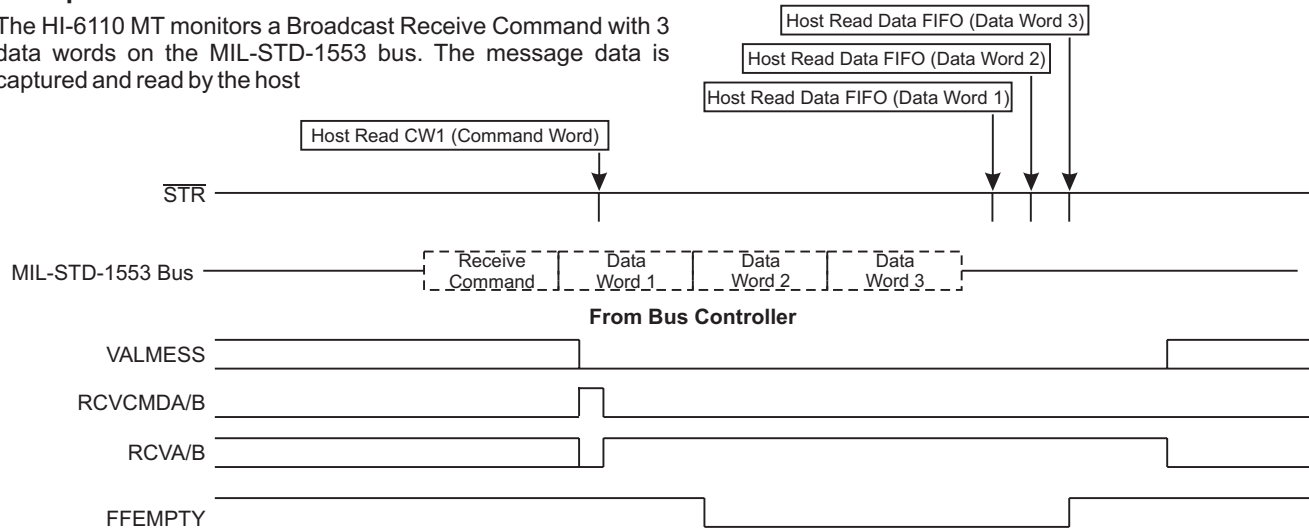 The HI-6110 MT monitors a Broadcast Receive Command with 3
data words on the MIL-STD-1553 bus. The message data is
captured and read by the host
Host Read Data FIFO (Data Word 3)
Host Read Data FIFO (Data Word 2)
Host Read Data FIFO (Data Word 1)
Host Read CW1 (Command Word)
STR
MIL-STD-1553 Bus
Receive
Command
Data
Word 1
Data
Word 2
Data
Word 3
From Bus Controller
VALMESS
RCVCMDA/B
RCVA/B
FFEMPTY